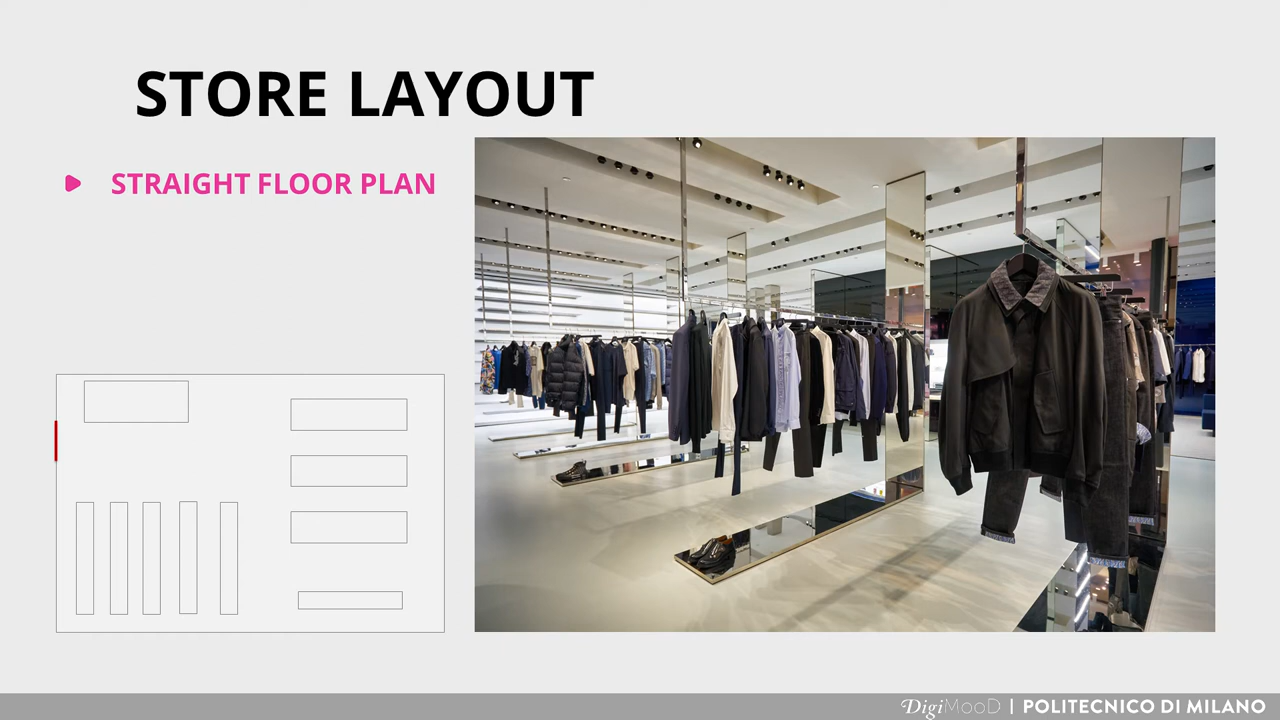 STORE LAYOUT
STRAIGHT FLOOR PLAN
DigiMooD | POLITECNICO DI MILANO